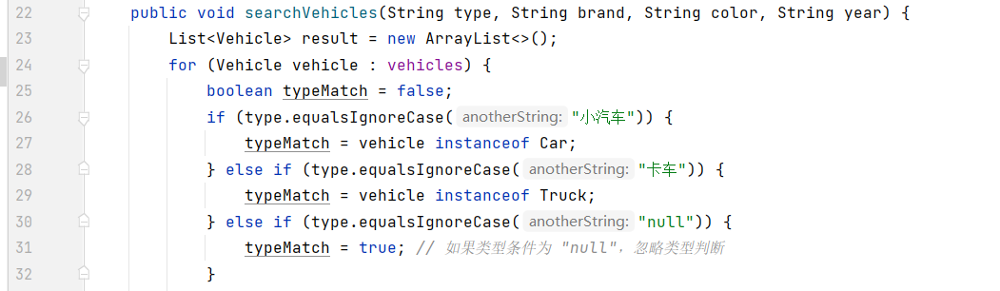 22 public void searchVehicles(String type, String brand, String color, String year) {
23 List<Vehicle> result = new ArrayList<>();
24 for (Vehicle vehicle : vehicles) {
25 boolean typeMatch = false;
26 if (type.equalsIgnoreCase( anotherString: "小汽车")) {
27 typeMatch = vehicle instanceof Car;
28 } else if (type.equalsIgnoreCase( anotherString: "卡车")) {
29 typeMatch = vehicle instanceof Truck;
30 } else if (type.equalsIgnoreCase( anotherString: "null")) {
31 typeMatch = true; // 如果类型条件为 "null"，忽略类型判断
32 }